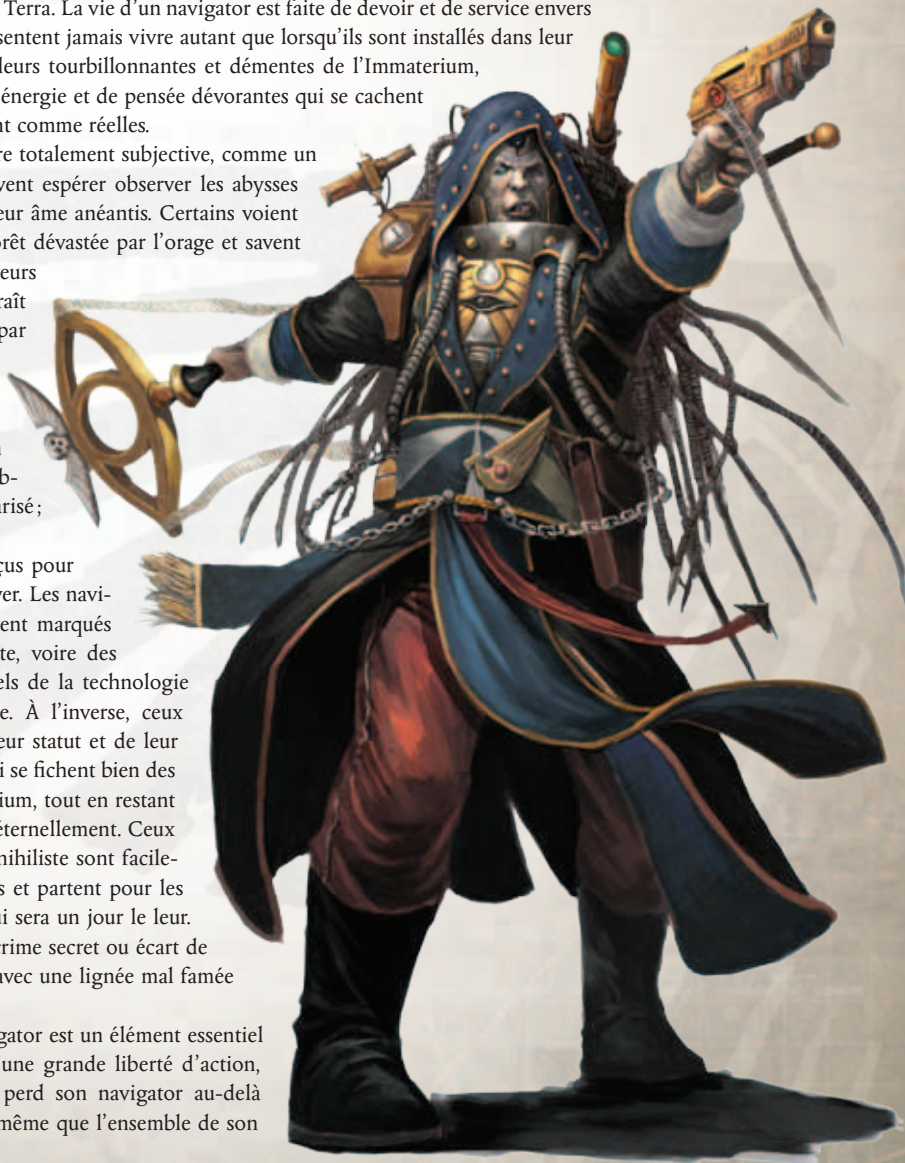 Terra. La vie d'un navigator est faite de devoir et de service envers
sentent jamais vivre autant que lorsqu'ils sont installés dans leur
leurs tourbillonnantes et démentes de l'Immaterium,
énergie et de pensée dévorantes qui se cachent
nt comme réelles.
re totalement subjective, comme un
vent espérer observer les abysses
eur âme anéantis. Certains voient
orêt dévastée par l'orage et savent
eurs
raît
par
b-
arisé ;
çus pour
ver. Les navi-
ent marqués
te, voire des
els de la technologie
e. À l'inverse, ceux
eur statut et de leur
i se fichent bien des
ium, tout en restant
éternellement. Ceux
nihiliste sont facile-
s et partent pour les
ui sera un jour le leur.
crime secret ou écart de
avec une lignée mal famée
gator est un élément essentiel
une grande liberté d'action,
perd son navigator au-delà
même que l'ensemble de son